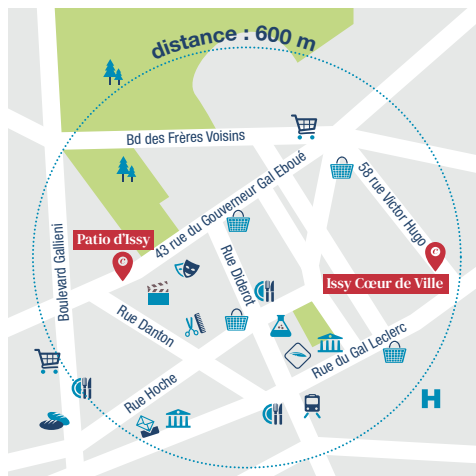 distance : 600 m
Bd des Frères Voisins
43 rue du Gouverneur Gal Eboué
58 rue Victor Hugo
Patio d'Issy
Boulevard Gallieni
Rue Diderot
Issy Cœur de Ville
Rue Danton
Rue du Gal Leclerc
Rue Hoche
H